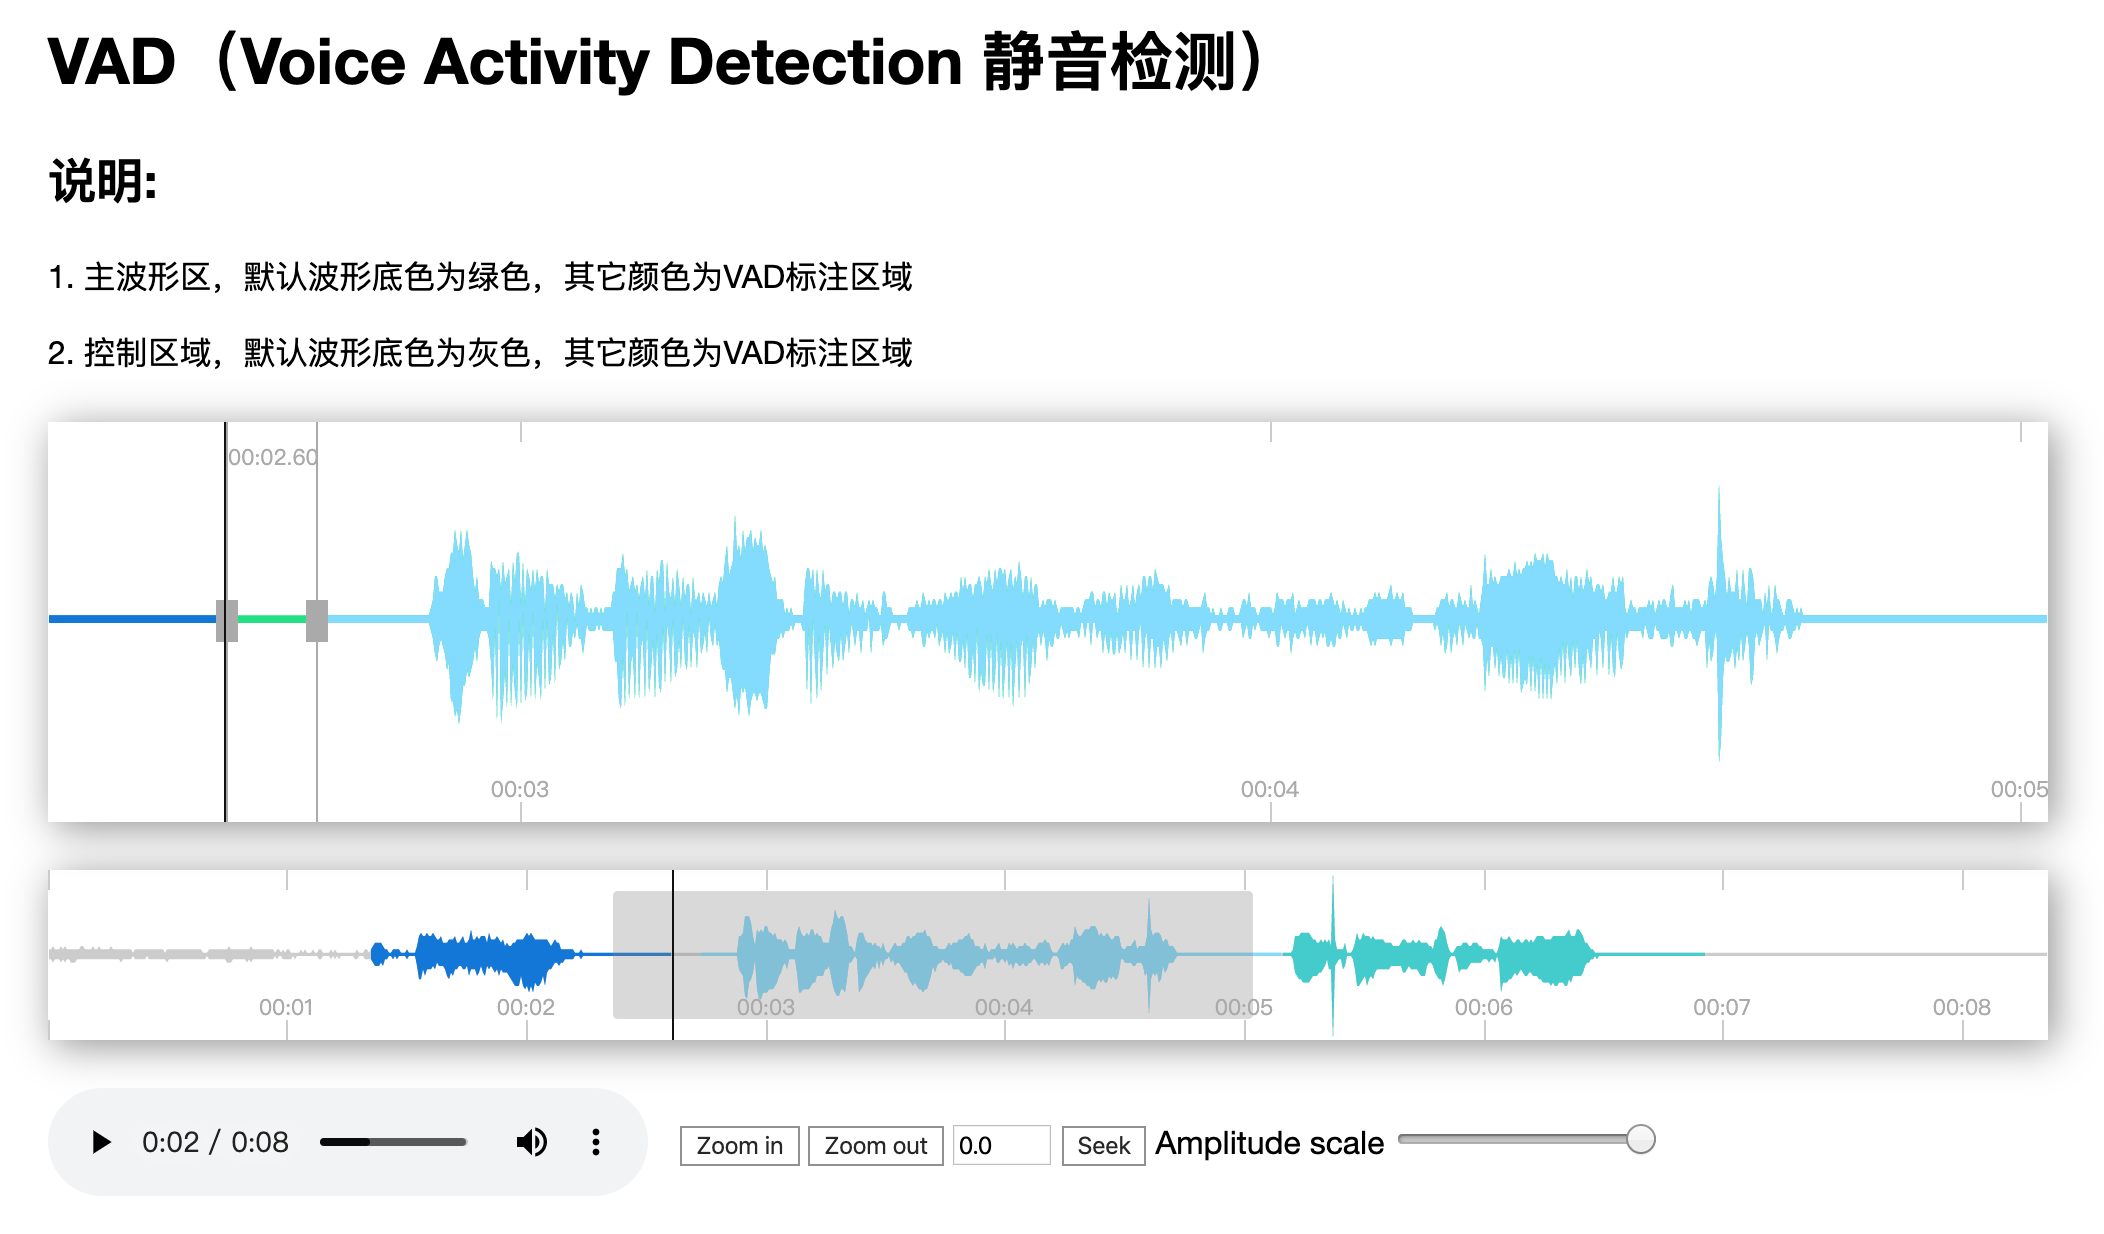 VAD（Voice Activity Detection 静音检测）
说明:
1. 主波形区，默认波形底色为绿色，其它颜色为VAD标注区域
2. 控制区域，默认波形底色为灰色，其它颜色为VAD标注区域
00:02.60
00:03 00:04 00:05
00:01 00:02 00:03 00:04 00:05 00:06 00:07 00:08
0:02 / 0:08 Zoom in Zoom out 0.0 Seek Amplitude scale